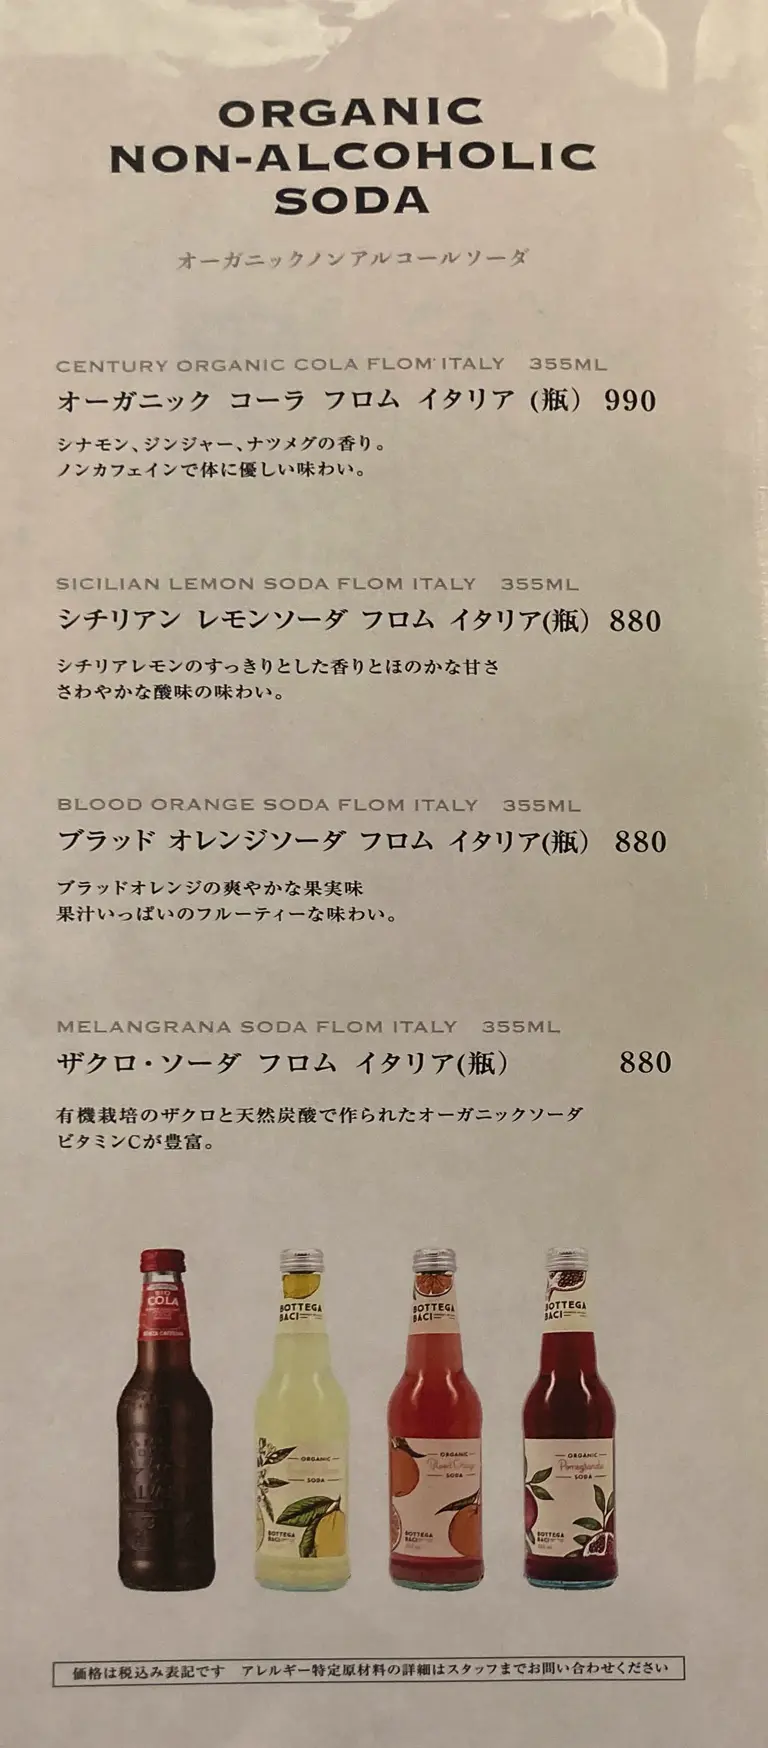 ORGANIC
NON-ALCOHOLIC
SODA
オーガニックノンアルコールソーダ
CENTURY ORGANIC COLA FLOM' ITALY 355ML
オーガニック コーラ フロム イタリア (瓶) 990
シナモン、ジンジャー、ナツメグの香り。
ノンカフェインで体に優しい味わい。
SICILIAN LEMON SODA FLOM ITALY 355ML
シチリアン レモンソーダ フロム イタリア(瓶) 880
シチリアレモンのすっきりとした香りとほのかな甘さ
さわやかな酸味の味わい。
BLOOD ORANGE SODA FLOM ITALY 355ML
ブラッド オレンジソーダ フロム イタリア(瓶) 880
ブラッドオレンジの爽やかな果実味
果汁いっぱいのフルーティーな味わい。
MELANGRANA SODA FLOM ITALY 355ML
ザクロ・ソーダ フロム イタリア(瓶) 880
有機栽培のザクロと天然炭酸で作られたオーガニックソーダ
ビタミンCが豊富。
COLA
BOTTEGA
BACI
ORGANIC
SODA
BOTTEGA
BACI
BOTTEGA
BACI
ORGANIC
Blood Orange
SODA
BOTTEGA
BACI
BOTTEGA
BACI
ORGANIC
Pomegranate
SODA
BOTTEGA
BACI
価格は税込み表記です アレルギー特定原材料の詳細はスタッフまでお問い合わせください